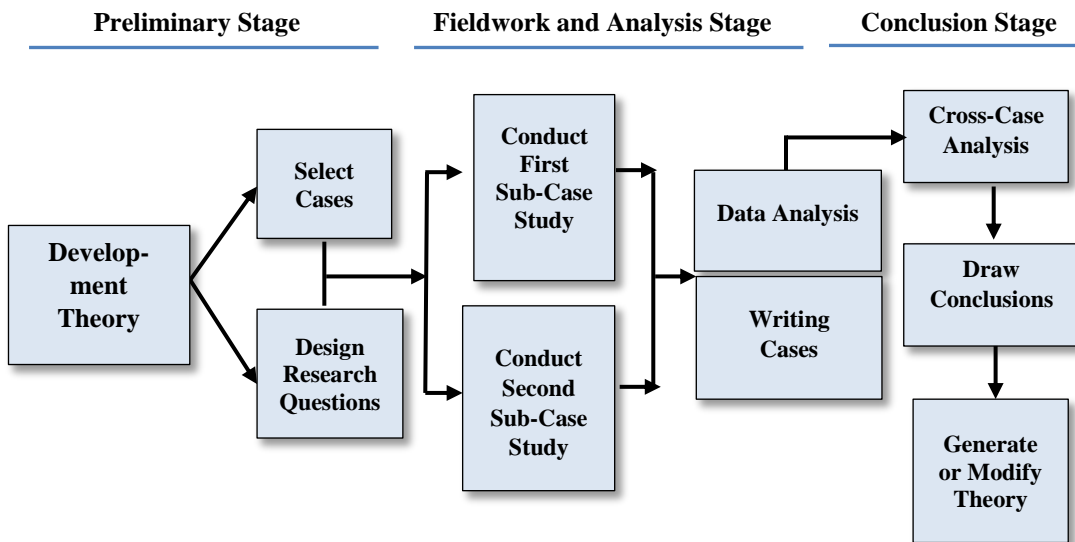 Preliminary Stage
Fieldwork and Analysis Stage
Conclusion Stage
Develop-
ment
Theory
Select
Cases
Design
Research
Questions
Conduct
First
Sub-Case
Study
Conduct
Second
Sub-Case
Study
Data Analysis
Writing
Cases
Cross-Case
Analysis
Draw
Conclusions
Generate
or Modify
Theory